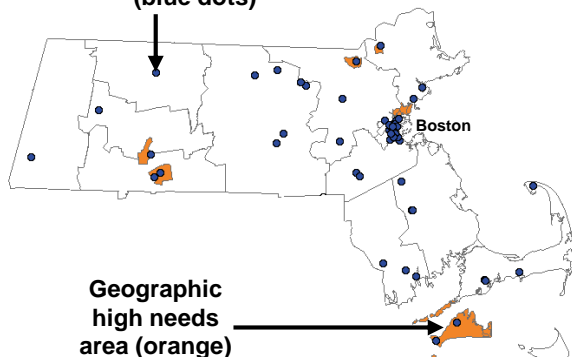 (blue dots)
Boston
Geographic
high needs
area (orange)